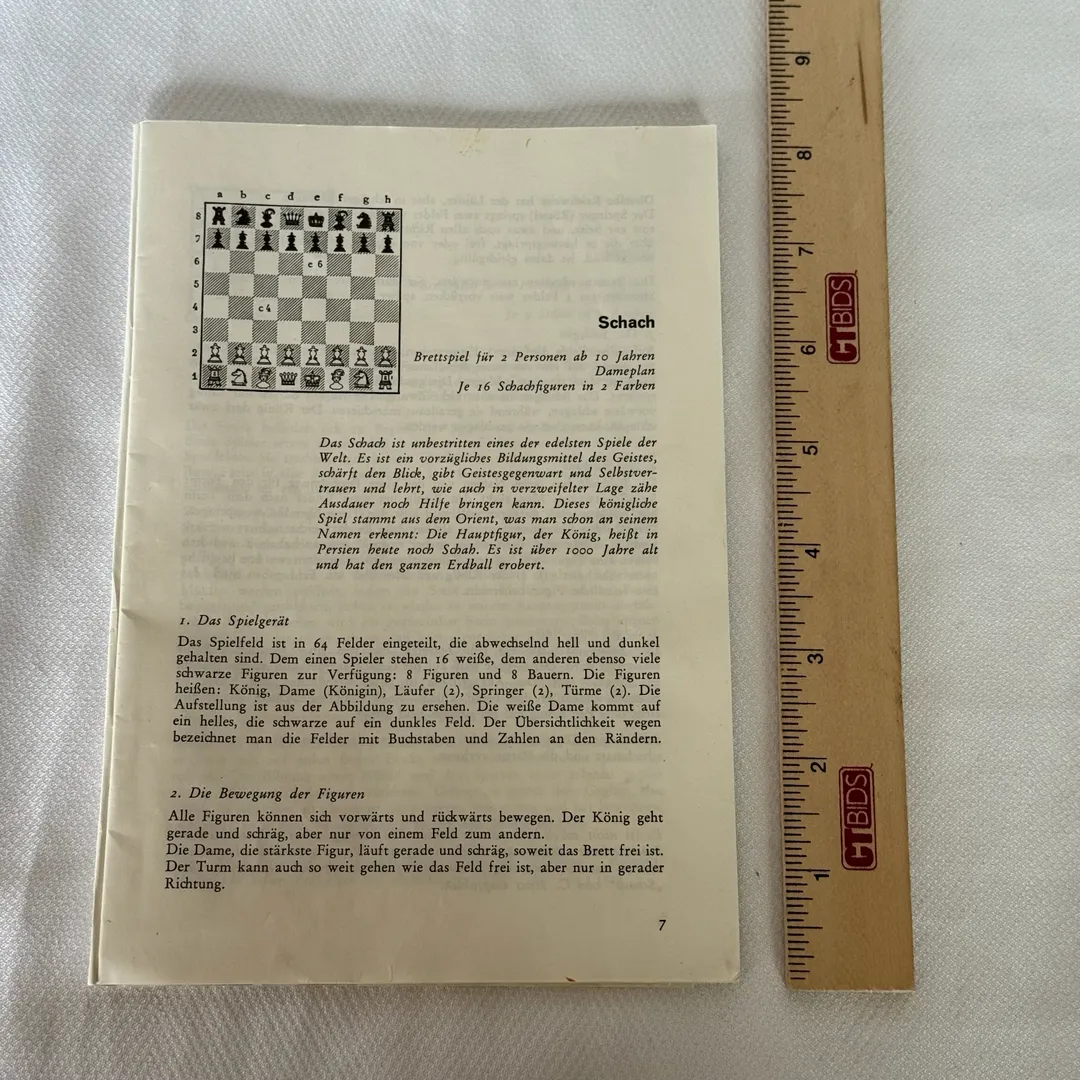 a b c d e f g h
8
7
6 e6
5
4 c4
3
2
1
Schach
Brettspiel für 2 Personen ab 10 Jahren
Dameplan
Je 16 Schachfiguren in 2 Farben
Das Schach ist unbestritten eines der edelsten Spiele der
Welt. Es ist ein vorzügliches Bildungsmittel des Geistes,
schärft den Blick, gibt Geistesgegenwart und Selbstver-
trauen und lehrt, wie auch in verzweifelter Lage zähe
Ausdauer noch Hilfe bringen kann. Dieses königliche
Spiel stammt aus dem Orient, was man schon an seinem
Namen erkennt: Die Hauptfigur, der König, heißt in
Persien heute noch Schah. Es ist über 1000 Jahre alt
und hat den ganzen Erdball erobert.
1. Das Spielgerät
Das Spielfeld ist in 64 Felder eingeteilt, die abwechselnd hell und dunkel
gehalten sind. Dem einen Spieler stehen 16 weiße, dem anderen ebenso viele
schwarze Figuren zur Verfügung: 8 Figuren und 8 Bauern. Die Figuren
heißen: König, Dame (Königin), Läufer (2), Springer (2), Türme (2). Die
Aufstellung ist aus der Abbildung zu ersehen. Die weiße Dame kommt auf
ein helles, die schwarze auf ein dunkles Feld. Der Übersichtlichkeit wegen
bezeichnet man die Felder mit Buchstaben und Zahlen an den Rändern.
2. Die Bewegung der Figuren
Alle Figuren können sich vorwärts und rückwärts bewegen. Der König geht
gerade und schräg, aber nur von einem Feld zum andern.
Die Dame, die stärkste Figur, läuft gerade und schräg, soweit das Brett frei ist.
Der Turm kann auch so weit gehen wie das Feld frei ist, aber nur in gerader
Richtung.
7
9
8
7
CTBIDS
6
5
4
3
2
CTBIDS
1